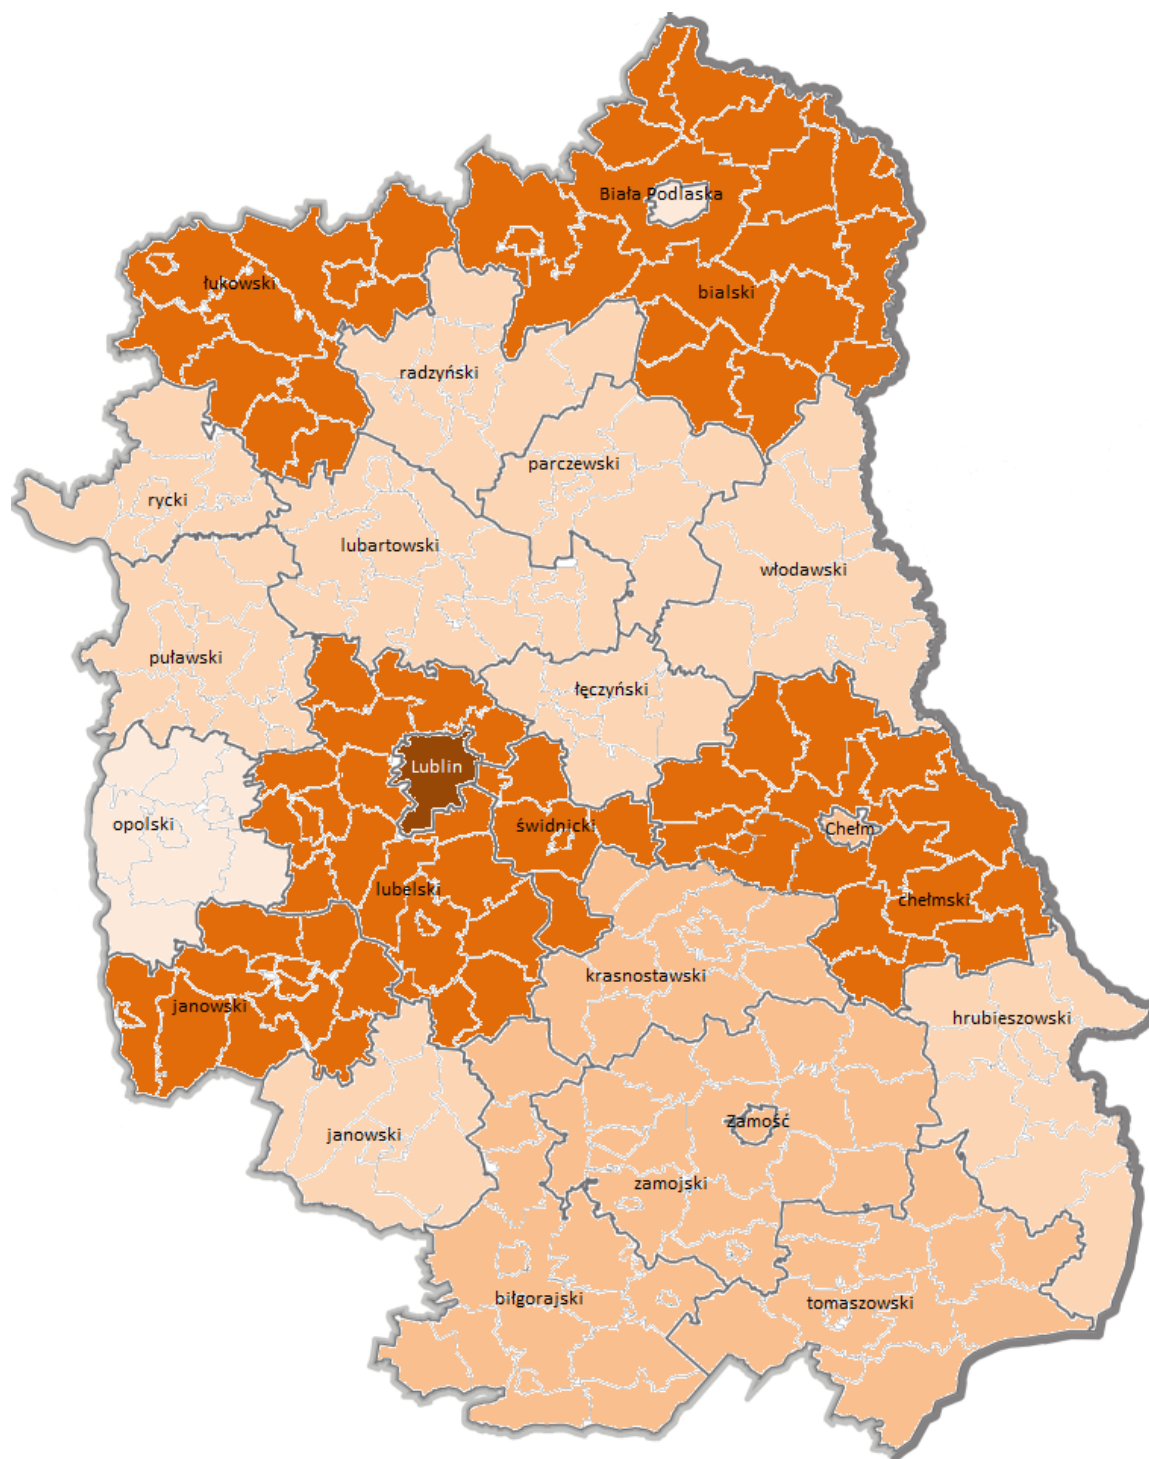 Biała Podlaska
łukowski
bialski
radzyński
parczewski
rycki
lubartowski
włodawski
puławski
łęczyński
Lublin
opolski
świdnicki
Chełm
lubelski
chełmski
krasnostawski
janowski
hrubieszowski
Zamość
janowski
zamojski
biłgorajski
tomaszowski